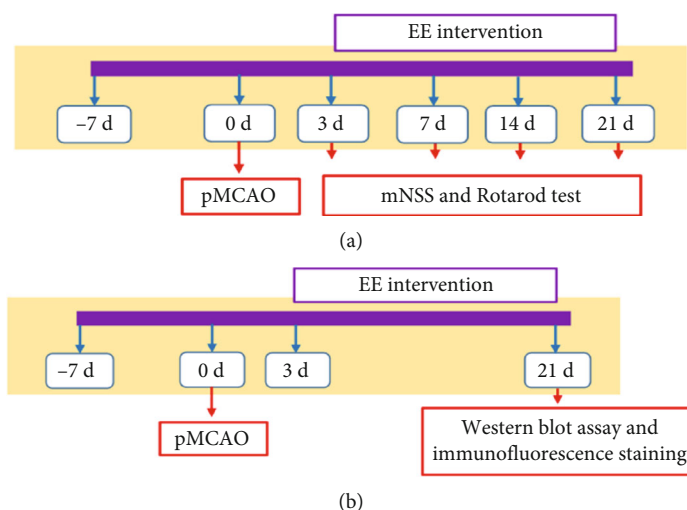 EE intervention
–7 d 0 d 3 d 7 d 14 d 21 d
pMCAO mNSS and Rotarod test
(a)
EE intervention
–7 d 0 d 3 d 21 d
pMCAO
Western blot assay and
immunofluorescence staining
(b)